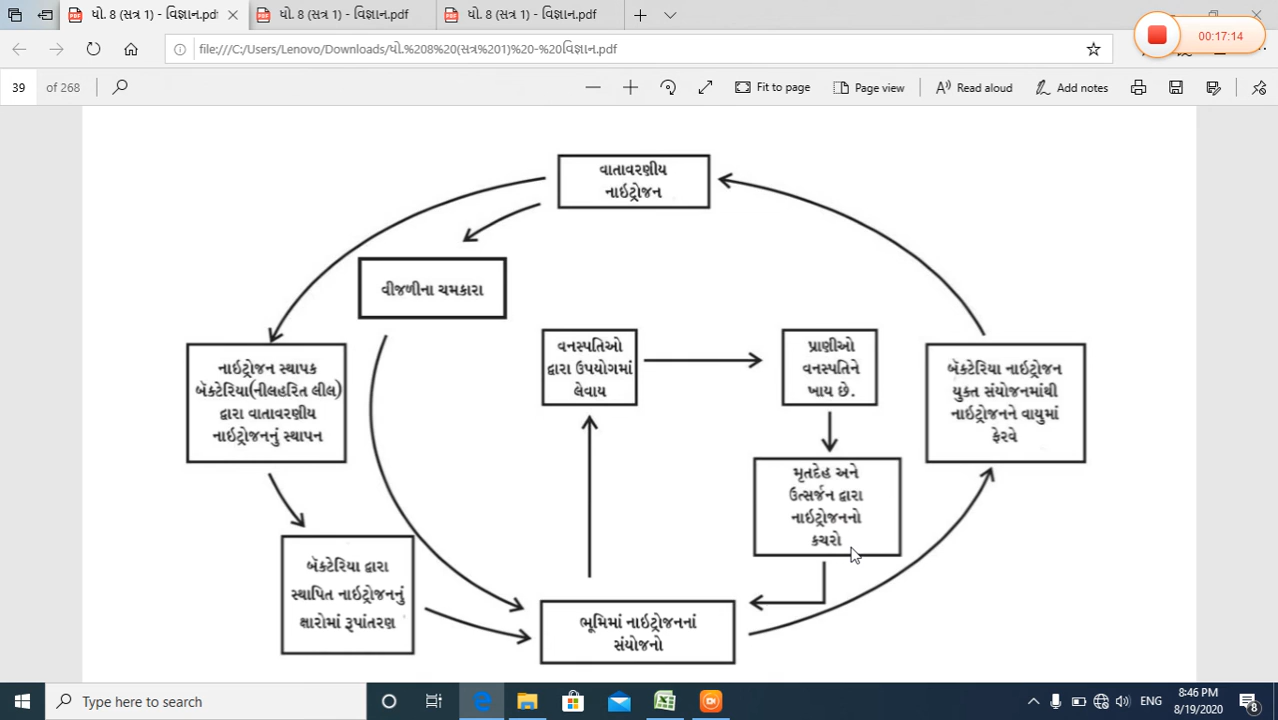 ધો. 8 (સત્ર 1) - વિજ્ઞાન.pdf
ધો. 8 (સત્ર 1) - વિજ્ઞાન.pdf
ધો. 8 (સત્ર 1) - વિજ્ઞાન.pdf
00:17:14
file:///C:/Users/Lenovo/Downloads/ધો.%208%20(સત્ર%201)%20-%20વિજ્ઞાન.pdf
39 of 268
Fit to page
Page view
Read aloud
Add notes
વાતાવરણીય
નાઇટ્રોજન
વીજળીના ચમકારા
નાઇટ્રોજન સ્થાપક
બૅક્ટેરિયા(નીલહરિત લીલ)
દ્વારા વાતાવરણીય
નાઇટ્રોજનનું સ્થાપન
વનસ્પતિઓ
દ્વારા ઉપયોગમાં
લેવાય
પ્રાણીઓ
વનસ્પતિને
ખાય છે.
બૅક્ટેરિયા નાઇટ્રોજન
યુક્ત સંયોજનમાંથી
નાઇટ્રોજનને વાયુમાં
ફેરવે
મૃતદેહ અને
ઉત્સર્જન દ્વારા
નાઇટ્રોજનનો
કચરો
બૅક્ટેરિયા દ્વારા
સ્થાપિત નાઇટ્રોજનનું
ક્ષારોમાં રૂપાંતરણ
ભૂમિમાં નાઇટ્રોજનનાં
સંયોજનો
Type here to search
ENG
8:46 PM
8/19/2020
8